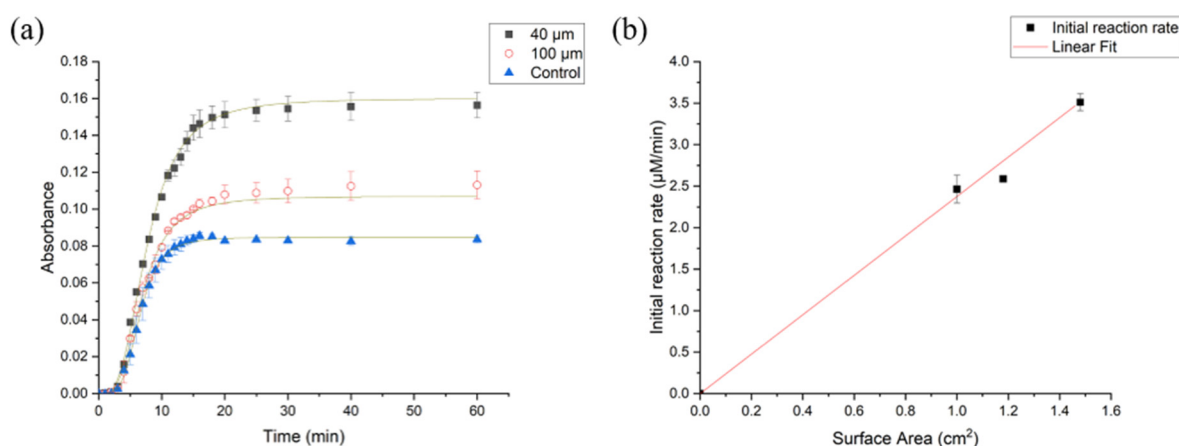 (a)
40 µm
100 µm
Control
0.18
0.16
0.14
0.12
0.10
0.08
0.06
0.04
0.02
0.00
Absorbance
0 10 20 30 40 50 60
Time (min)
(b)
Initial reaction rate
Linear Fit
4.0
3.5
3.0
2.5
2.0
1.5
1.0
0.5
0.0
Initial reaction rate (µM/min)
0.0 0.2 0.4 0.6 0.8 1.0 1.2 1.4 1.6
Surface Area (cm²)